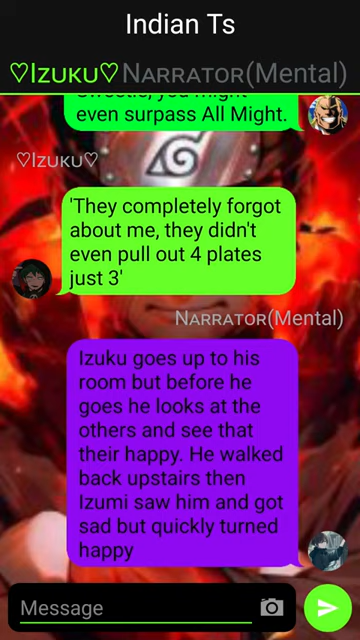 Indian Ts
♡Izuku♡ Narrator(Mental)
Sweetie, you might
even surpass All Might.
♡Izuku♡
'They completely forgot
about me, they didn't
even pull out 4 plates
just 3'
Narrator(Mental)
Izuku goes up to his
room but before he
goes he looks at the
others and see that
their happy. He walked
back upstairs then
Izumi saw him and got
sad but quickly turned
happy
Message